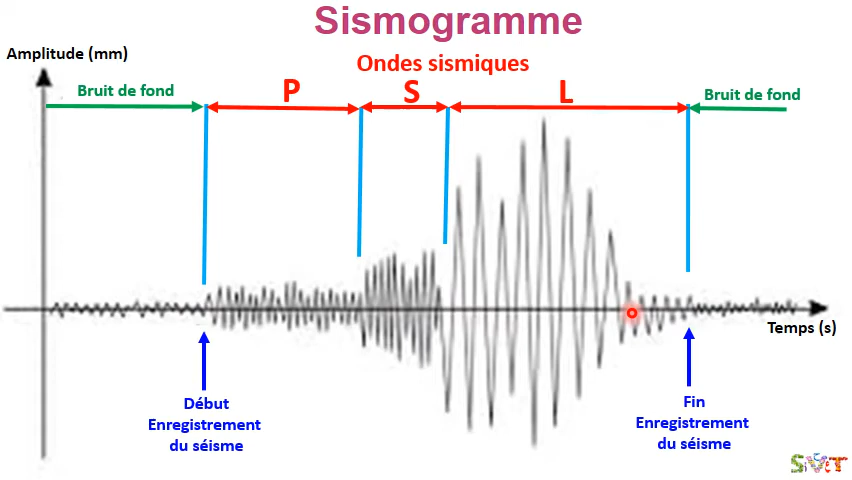 Sismogramme
Amplitude (mm)
Ondes sismiques
Bruit de fond
P
S
L
Bruit de fond
Temps (s)
Début
Enregistrement
du séisme
Fin
Enregistrement
du séisme